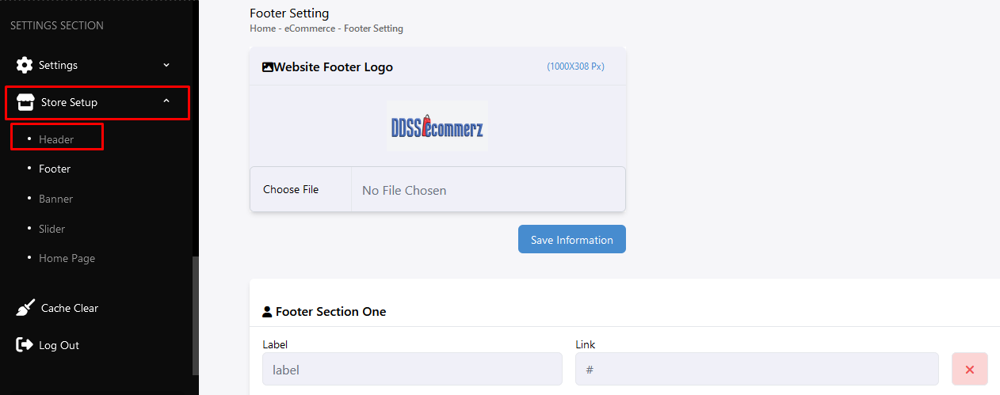 SETTINGS SECTION
Settings
Store Setup
Header
Footer
Banner
Slider
Home Page
Cache Clear
Log Out
Footer Setting
Home - eCommerce - Footer Setting
Website Footer Logo (1000X308 Px)
DDSS ecommerz
Choose File No File Chosen
Save Information
Footer Section One
Label Link
label #